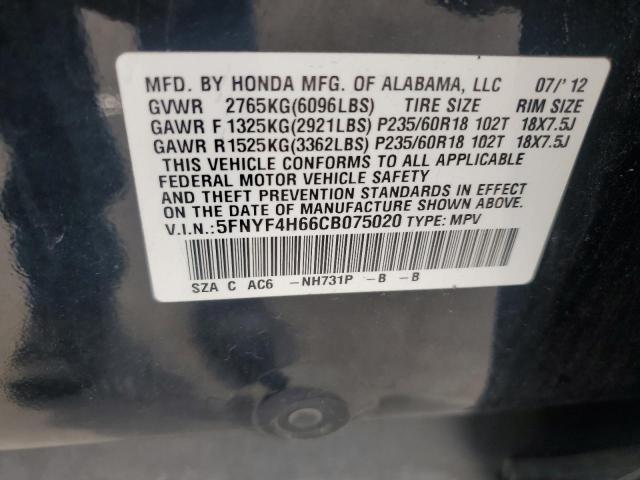 MFD. BY HONDA MFG. OF ALABAMA, LLC 07/'12
GVWR 2765KG(6096LBS) TIRE SIZE RIM SIZE
GAWR F 1325KG(2921LBS) P235/60R18 102T 18X7.5J
GAWR R 1525KG(3362LBS) P235/60R18 102T 18X7.5J
THIS VEHICLE CONFORMS TO ALL APPLICABLE
FEDERAL MOTOR VEHICLE SAFETY
AND THEFT PREVENTION STANDARDS IN EFFECT
ON THE DATE OF MANUFACTURE SHOWN ABOVE.
V.I.N.:5FNYF4H66CB075020 TYPE: MPV
SZA C AC6 -NH731P -B -B